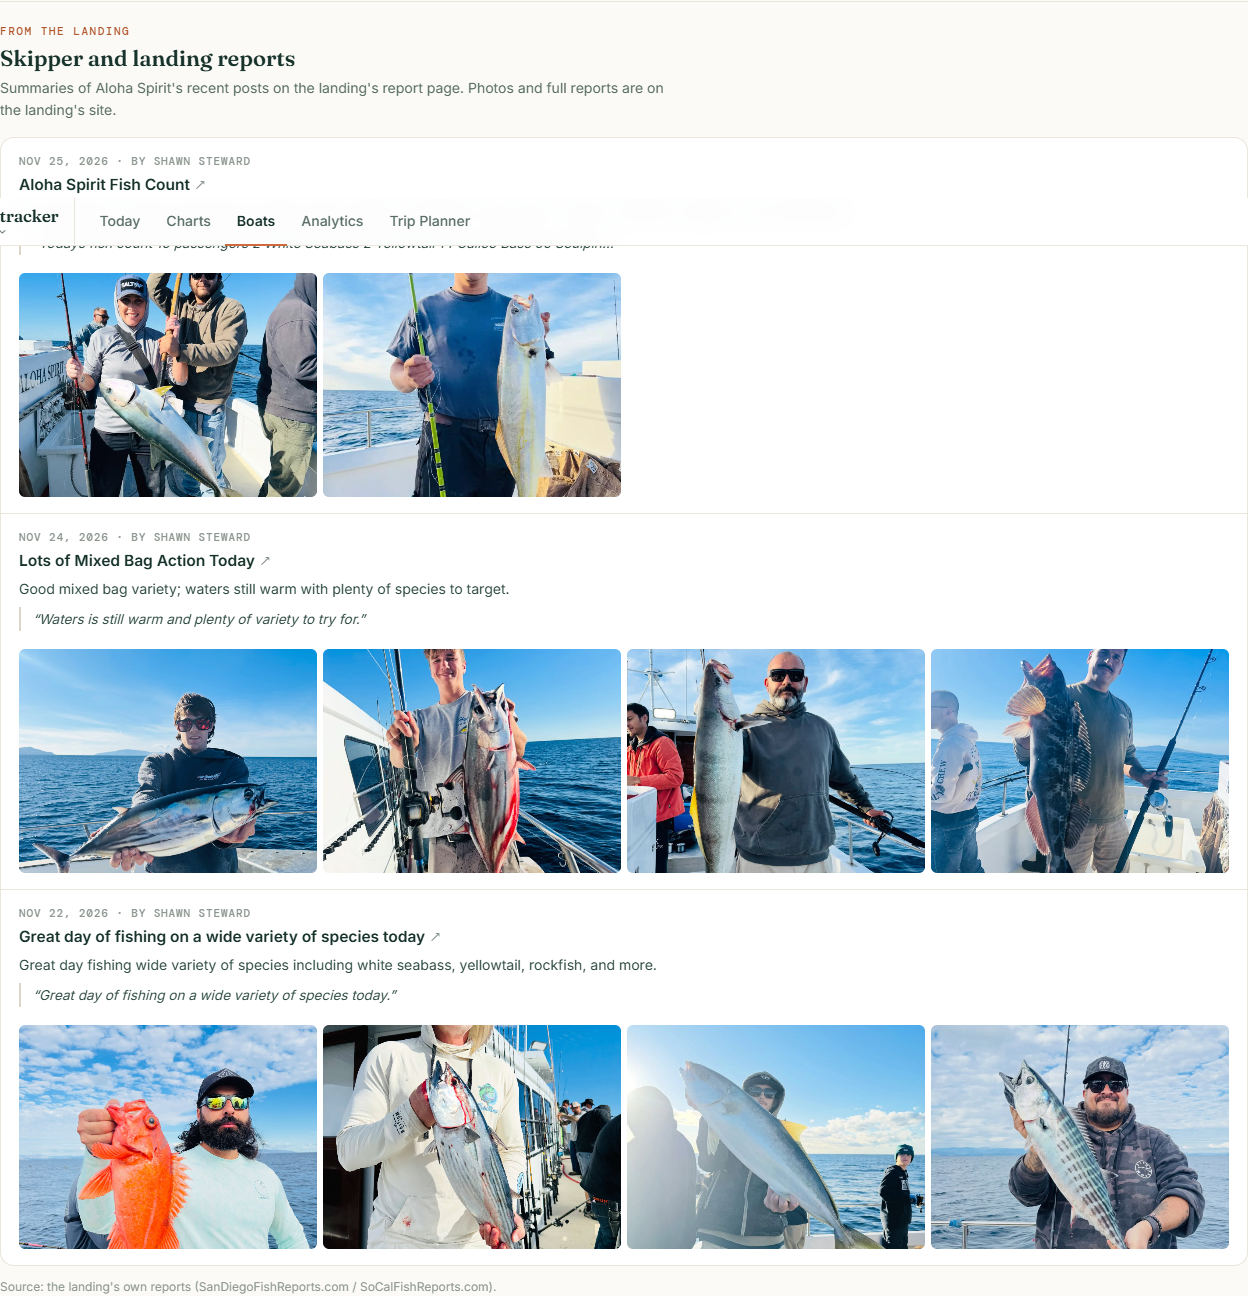 FROM THE LANDING
Skipper and landing reports
Summaries of Aloha Spirit's recent posts on the landing's report page. Photos and full reports are on
the landing's site.
NOV 25, 2026 · BY SHAWN STEWARD
Aloha Spirit Fish Count ↗
tracker
Today
Charts
Boats
Analytics
Trip Planner
ALOHA SPIRIT
NOV 24, 2026 · BY SHAWN STEWARD
Lots of Mixed Bag Action Today ↗
Good mixed bag variety; waters still warm with plenty of species to target.
“Waters is still warm and plenty of variety to try for.”
CREW
NOV 22, 2026 · BY SHAWN STEWARD
Great day of fishing on a wide variety of species today ↗
Great day fishing wide variety of species including white seabass, yellowtail, rockfish, and more.
“Great day of fishing on a wide variety of species today.”
Source: the landing's own reports (SanDiegoFishReports.com / SoCalFishReports.com).